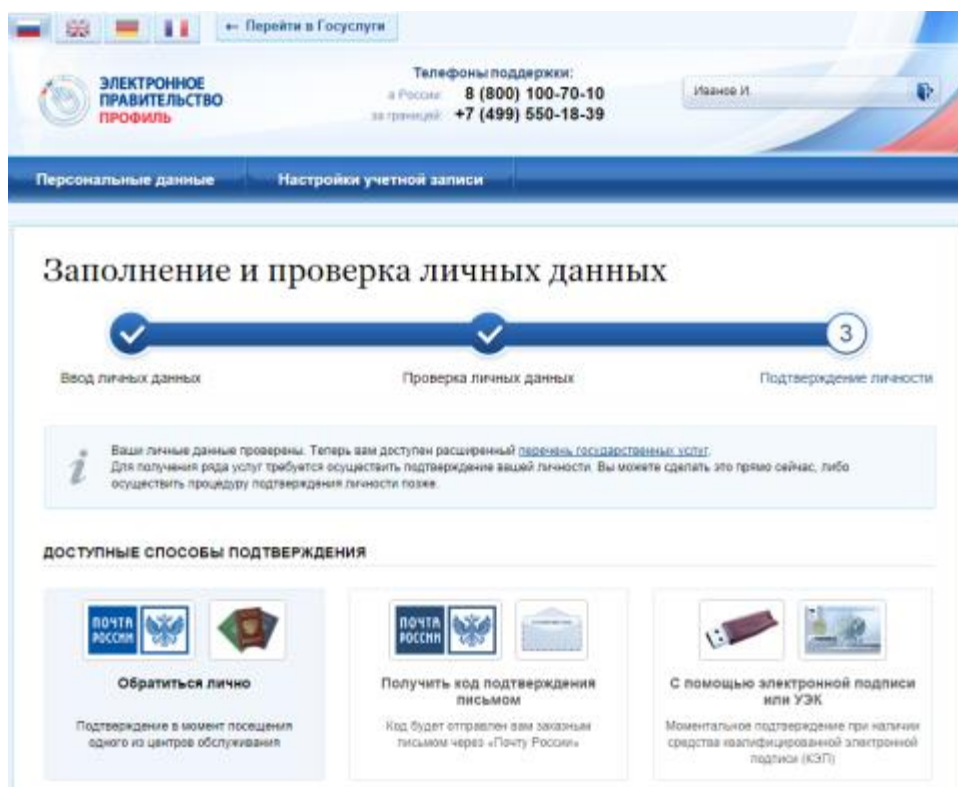 ← Перейти в Госуслуги
ЭЛЕКТРОННОЕ
ПРАВИТЕЛЬСТВО
ПРОФИЛЬ
Телефоны поддержки:
в России: 8 (800) 100-70-10
за границей: +7 (499) 550-18-39
Иванов И.
Персональные данные Настройки учетной записи
Заполнение и проверка личных данных
3
Ввод личных данных Проверка личных данных Подтверждение личности
i
Ваши личные данные проверены. Теперь вам доступен расширенный перечень государственных услуг.
Для получения ряда услуг требуется осуществить подтверждение вашей личности. Вы можете сделать это прямо сейчас, либо
осуществить процедуру подтверждения личности позже.
ДОСТУПНЫЕ СПОСОБЫ ПОДТВЕРЖДЕНИЯ
ПОЧТА
РОССИИ
Обратиться лично
Подтверждение в момент посещения
одного из центров обслуживания
ПОЧТА
РОССИИ
Получить код подтверждения
письмом
Код будет отправлен вам заказным
письмом через «Почту России»
С помощью электронной подписи
или УЭК
Моментальное подтверждение при наличии
средства квалифицированной электронной
подписи (КЭП)